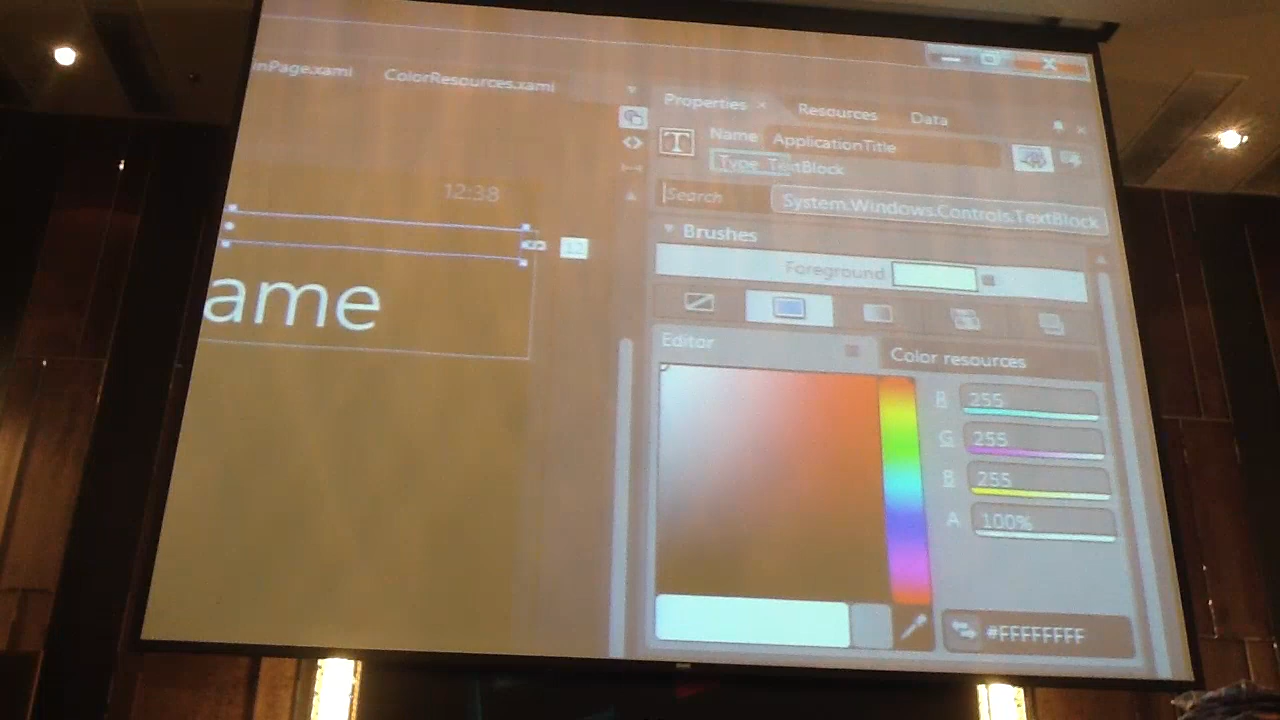 inPage.xaml ColorResources.xaml
Properties × Resources Data
Name ApplicationTitle
Type TextBlock
Search
System.Windows.Controls.TextBlock
12:38
Brushes
12
Foreground
ame
Editor
Color resources
R 255
G 255
B 255
A 100%
#FFFFFFFF